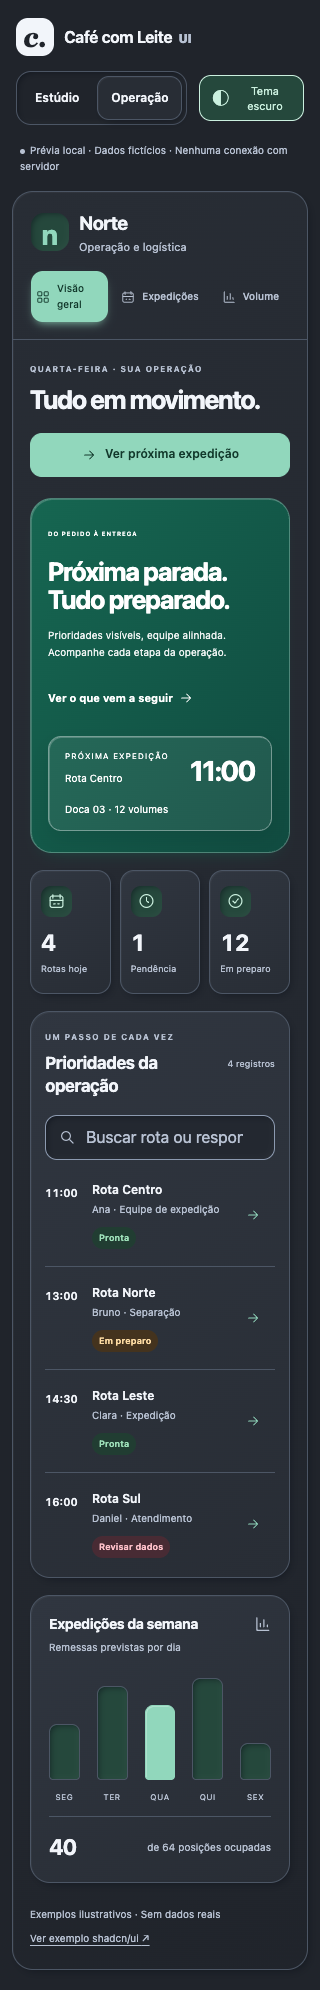 c. Café com Leite UI
Estúdio Operação Tema
escuro
Prévia local · Dados fictícios · Nenhuma conexão com
servidor
n Norte
Operação e logística
Visão
geral
Expedições
Volume
QUARTA-FEIRA · SUA OPERAÇÃO
Tudo em movimento.
→ Ver próxima expedição
DO PEDIDO À ENTREGA
Próxima parada.
Tudo preparado.
Prioridades visíveis, equipe alinhada.
Acompanhe cada etapa da operação.
Ver o que vem a seguir →
PRÓXIMA EXPEDIÇÃO
Rota Centro
11:00
Doca 03 · 12 volumes
4
Rotas hoje
1
Pendência
12
Em preparo
UM PASSO DE CADA VEZ
Prioridades da
operação
4 registros
Buscar rota ou respor
11:00 Rota Centro
Ana · Equipe de expedição
Pronta
13:00 Rota Norte
Bruno · Separação
Em preparo
14:30 Rota Leste
Clara · Expedição
Pronta
16:00 Rota Sul
Daniel · Atendimento
Revisar dados
Expedições da semana
Remessas previstas por dia
SEG TER QUA QUI SEX
40 de 64 posições ocupadas
Exemplos ilustrativos · Sem dados reais
Ver exemplo shadcn/ui ↗